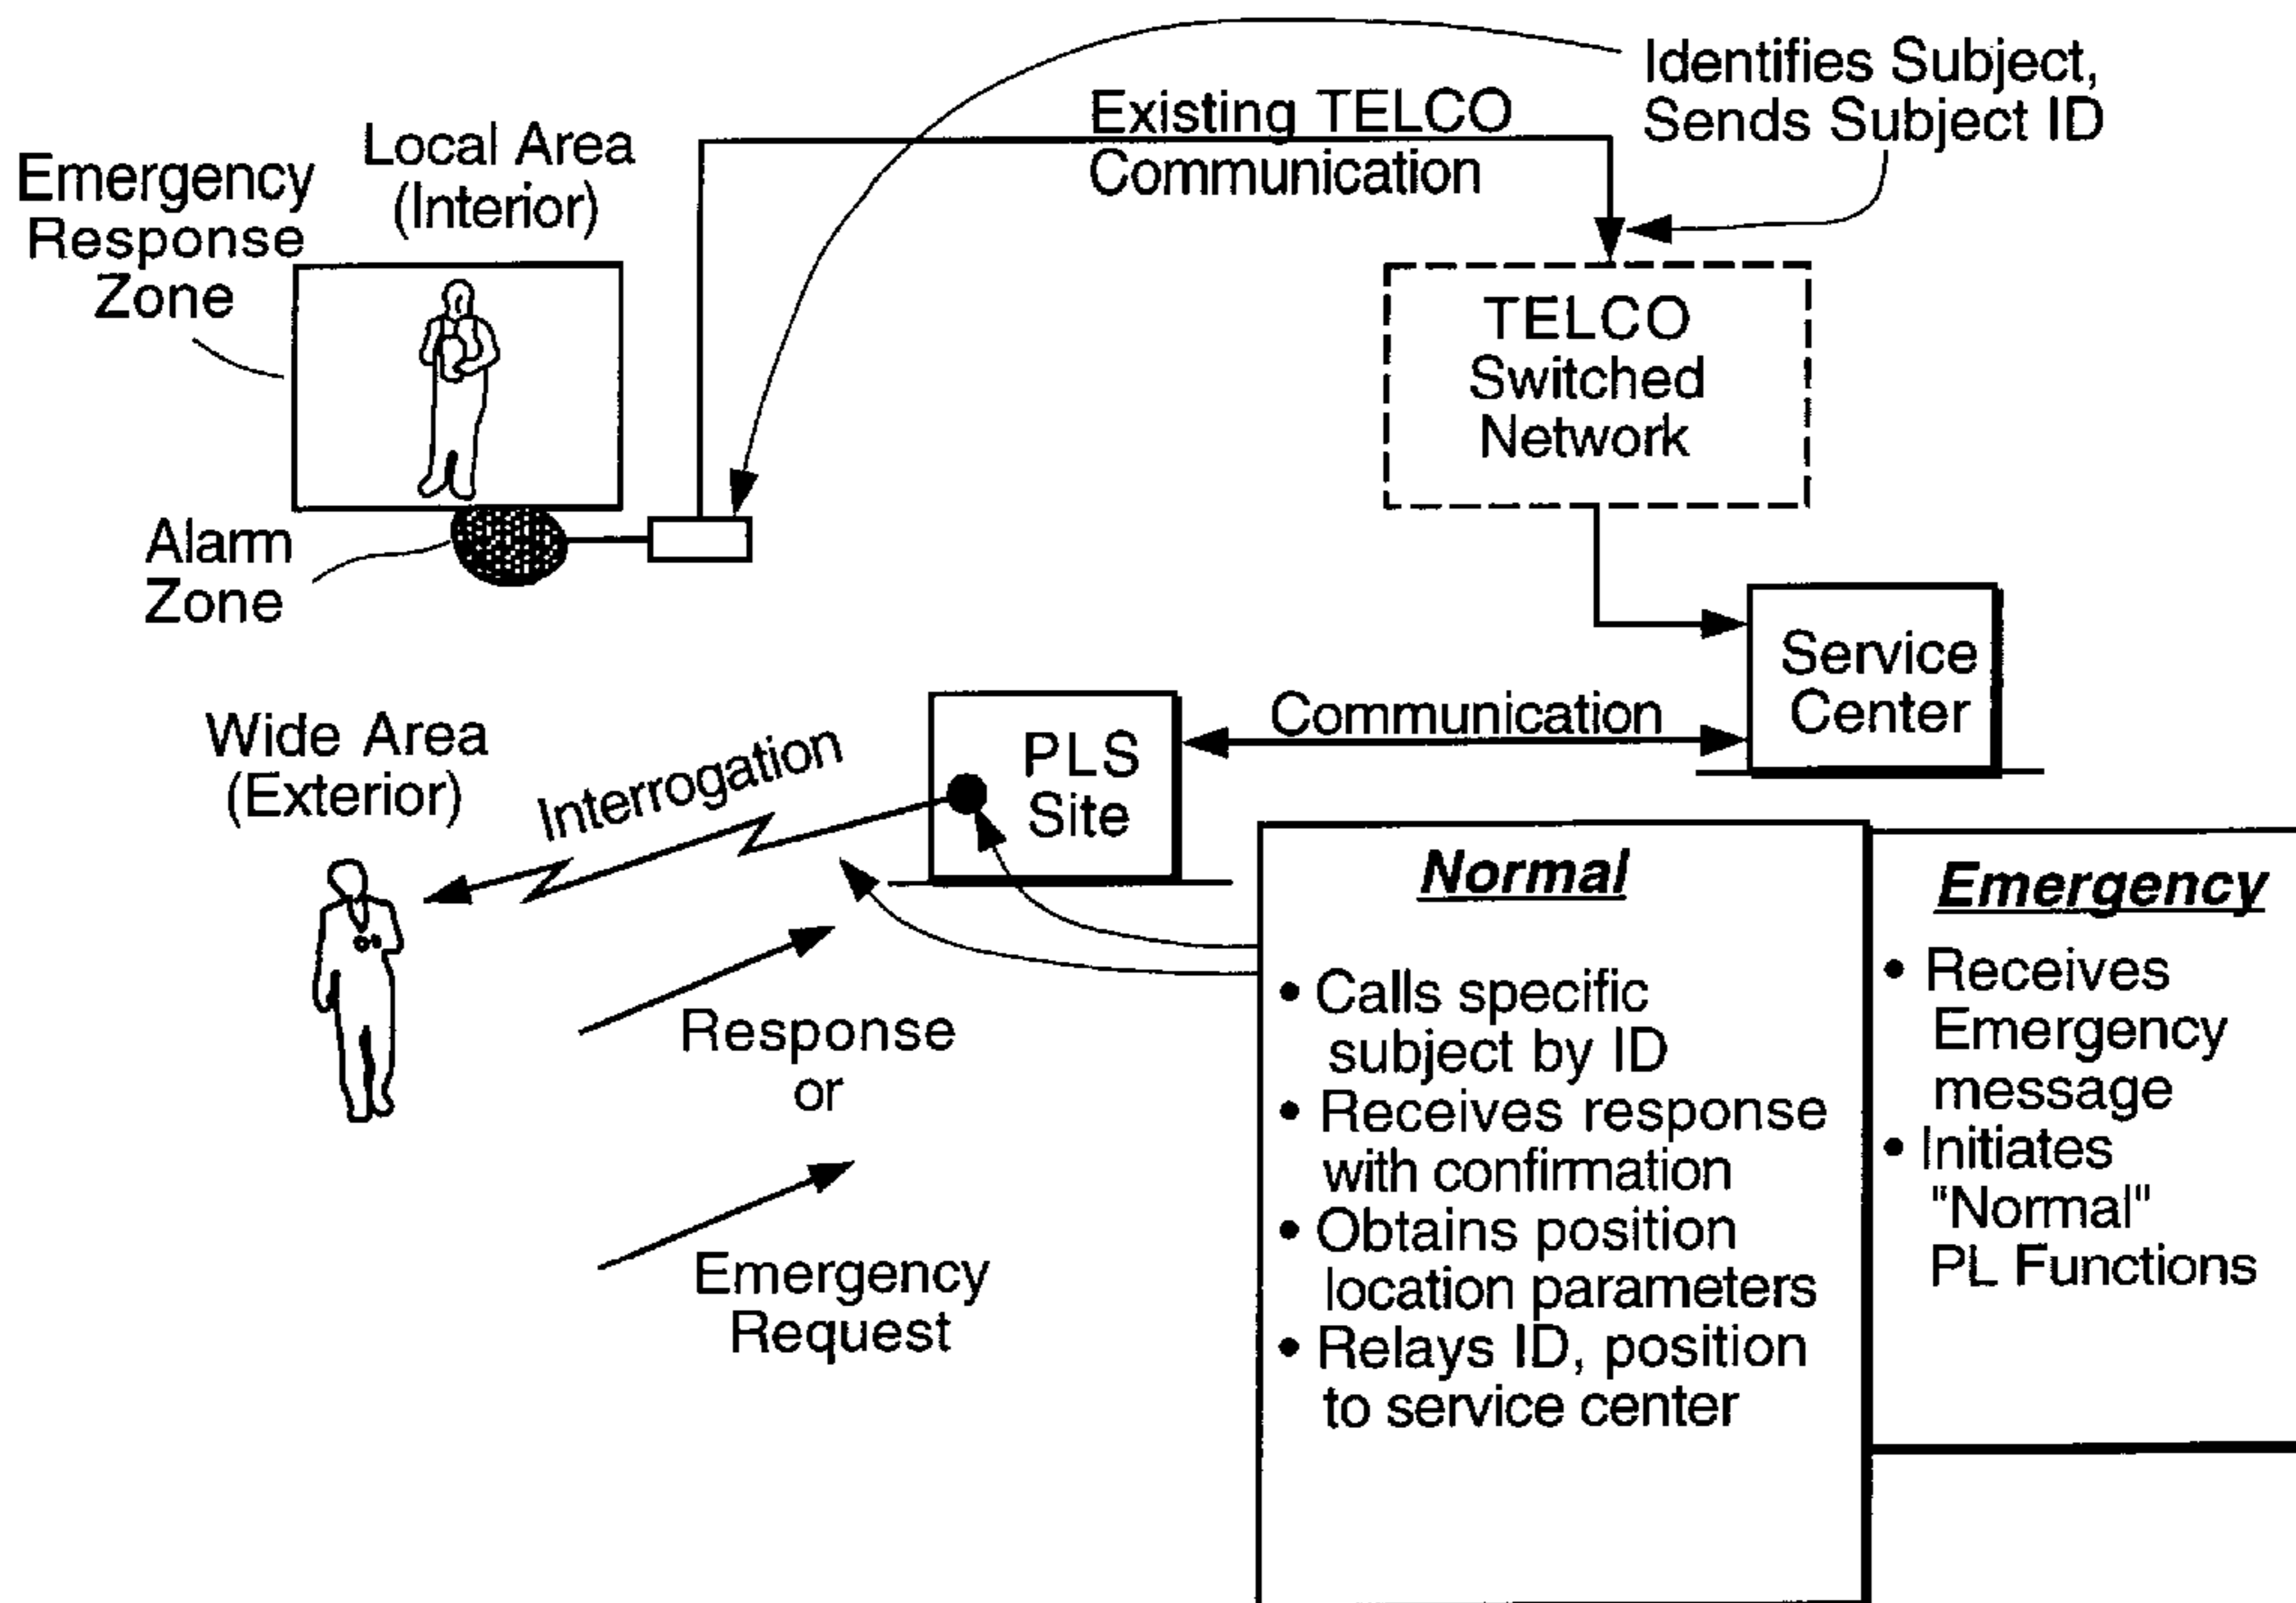 Identifies Subject,
Sends Subject ID
Existing TELCO
Communication
Local Area
(Interior)
Emergency
Response
Zone
TELCO
Switched
Network
Alarm
Zone
Service
Center
Communication
PLS
Site
Wide Area
(Exterior)
Interrogation
Response
or
Emergency
Request
Normal
• Calls specific
subject by ID
• Receives response
with confirmation
• Obtains position
location parameters
• Relays ID, position
to service center
Emergency
• Receives
Emergency
message
• Initiates
"Normal"
PL Functions